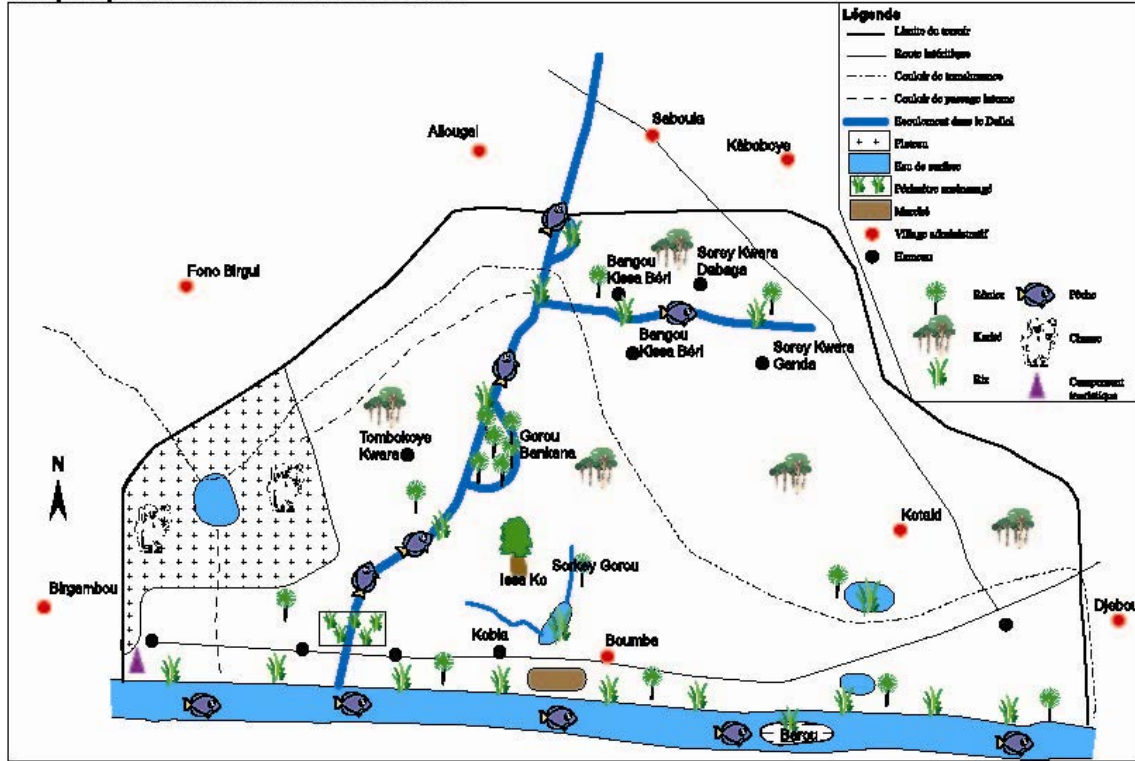 Légende
Limite du terroir
Route latéritique
Couloir de transhumance
Couloir de passage interne
Ecoulement dans le Dallol
Plateau
Eau de surface
Périmètre aménagé
Marché
Village administratif
Hameau
Rônier
Pêche
Karité
Chasse
Riz
Campement
touristique
Saboula
Allougai
Kâboboye
Fono Birgui
Bangou
Kissa Béri
Sorey Kwara
Dabaga
Bangou
Kissa Béri
Sorey Kwara
Ganda
Tombokoye
Kwara
Gorou
Bankana
N
Kotaki
Issa Ko
Sorkey Gorou
Birgambou
Djebou
Kobia
Boumba
Barou